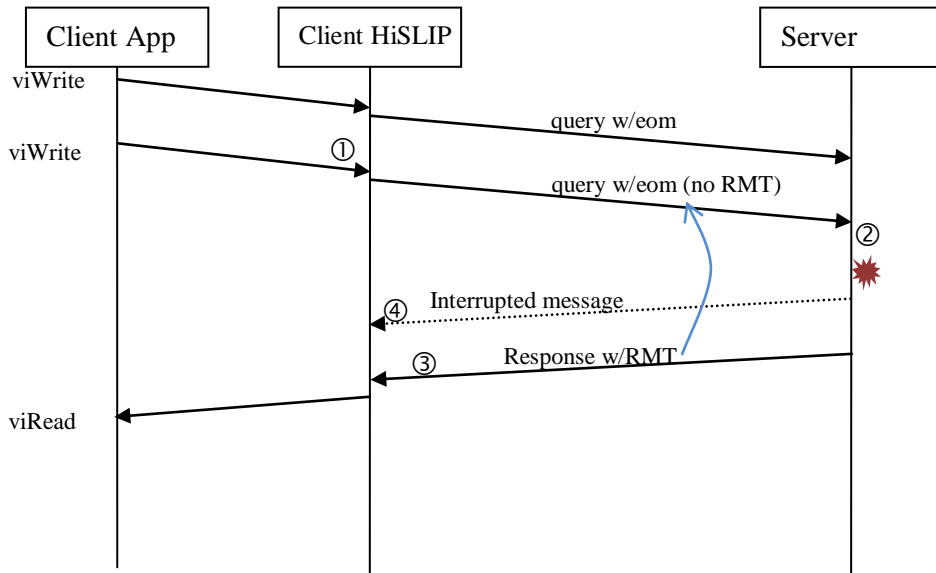 Client App
Client HiSLIP
Server
viWrite
query w/eom
viWrite
①
query w/eom (no RMT)
②
Interrupted message
④
Response w/RMT
③
viRead